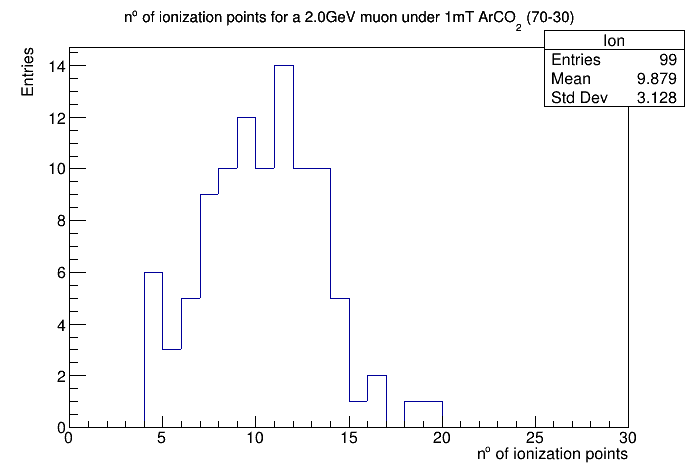 nº of ionization points for a 2.0GeV muon under 1mT ArCO₂ (70-30)
Ion
Entries 99
Mean 9.879
Std Dev 3.128
Entries
14
12
10
8
6
4
2
0
0 5 10 15 20 25 30
nº of ionization points